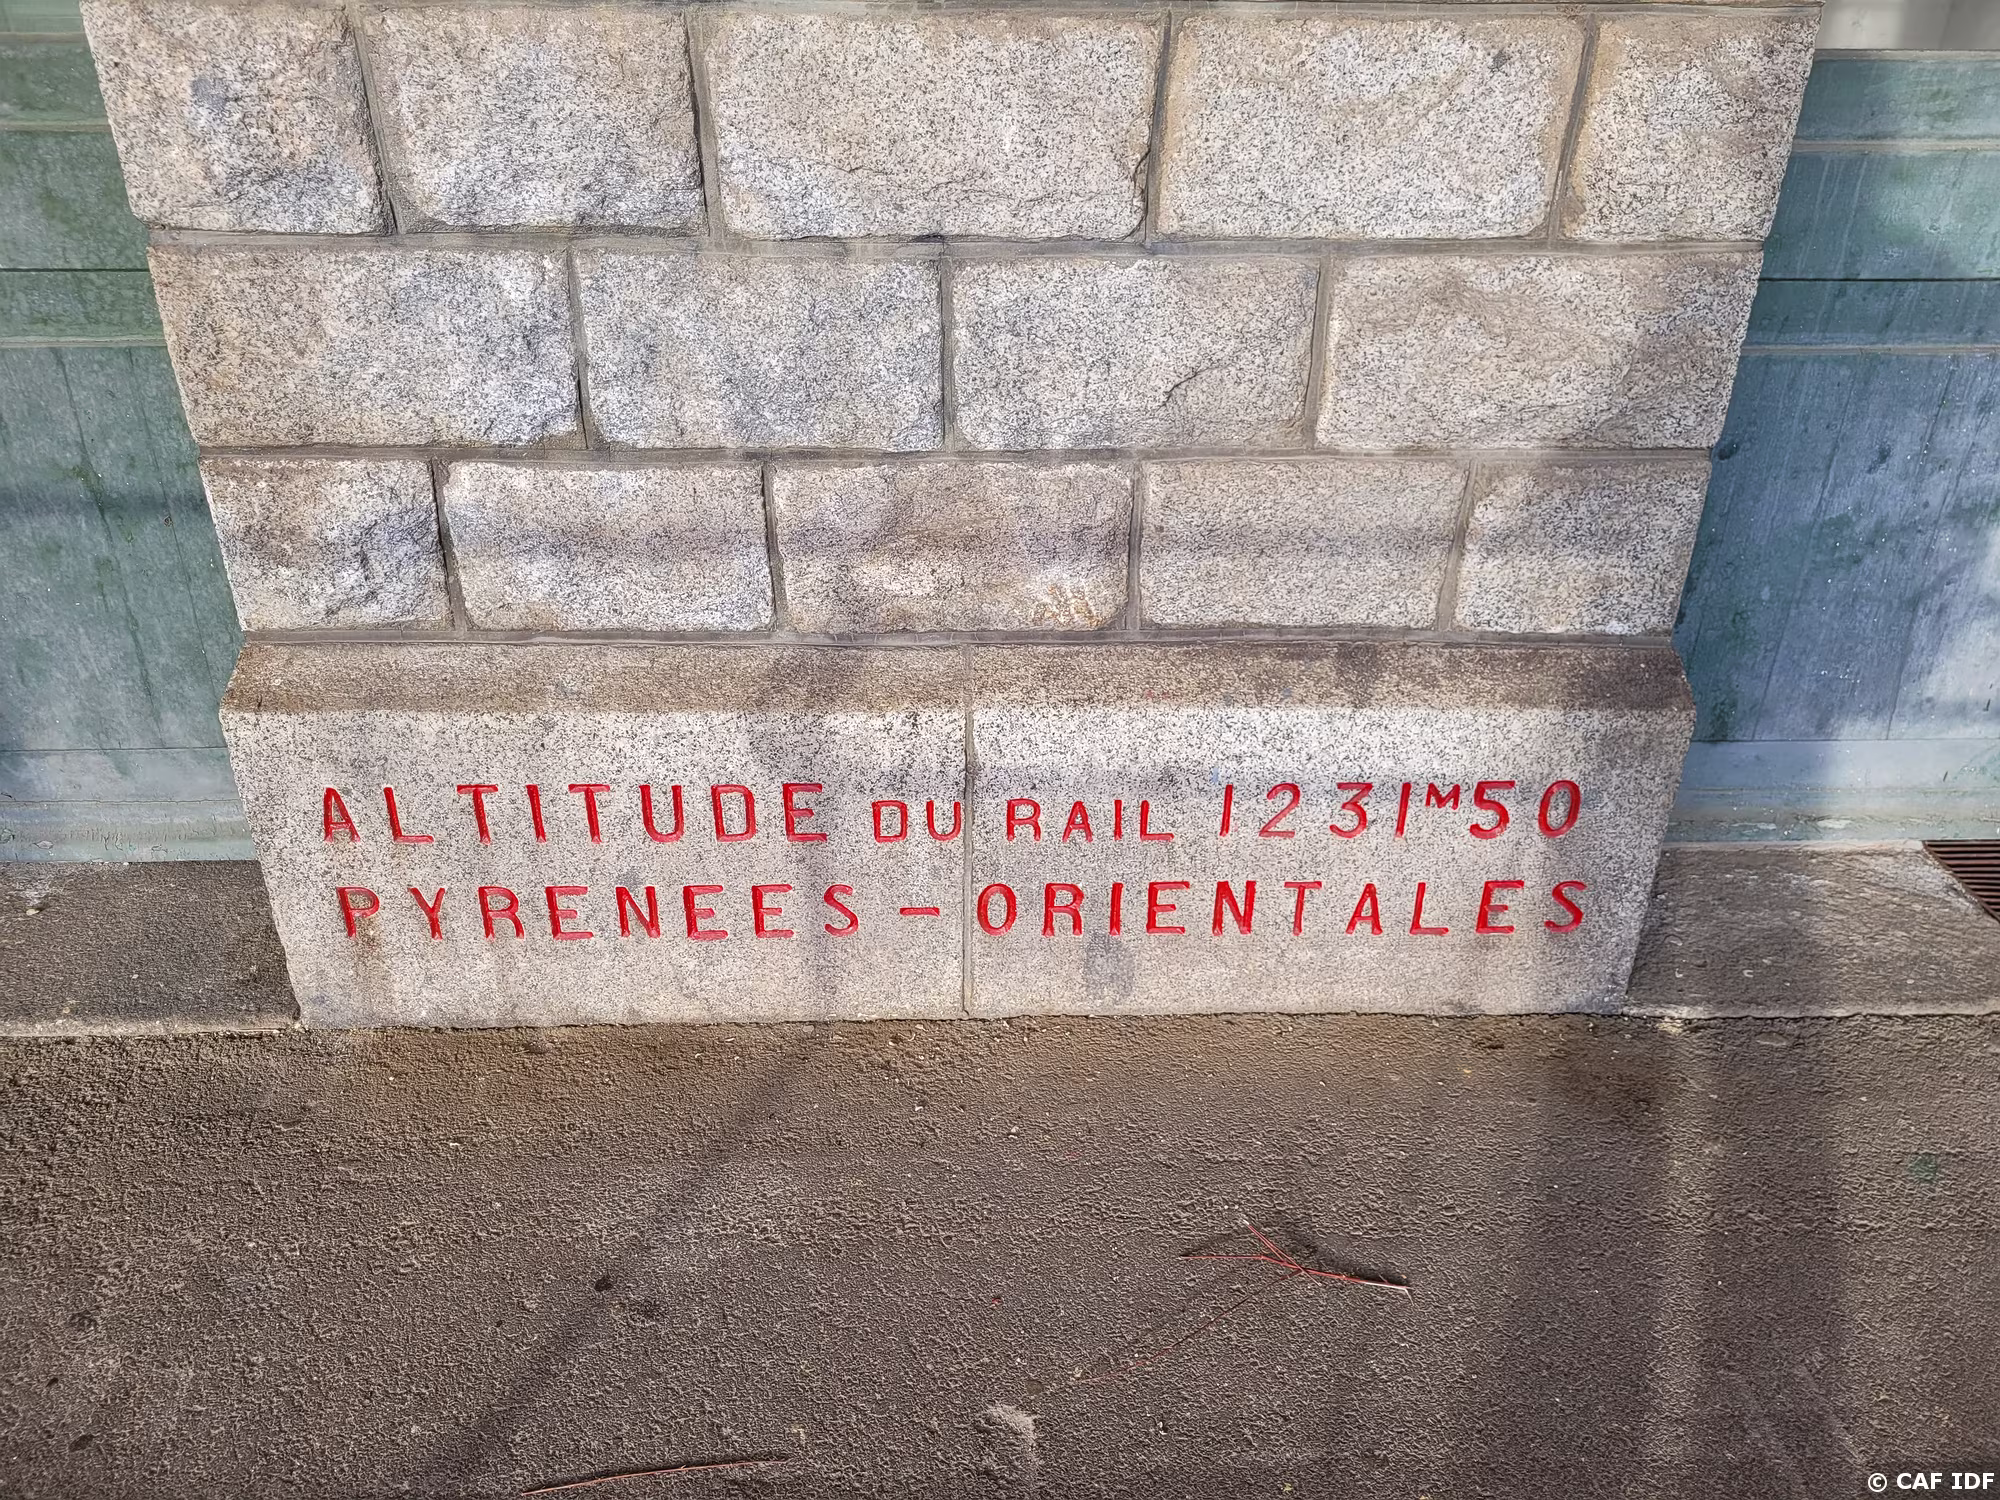 ALTITUDE DU RAIL 1231M50
PYRENEES - ORIENTALES
© CAF IDF